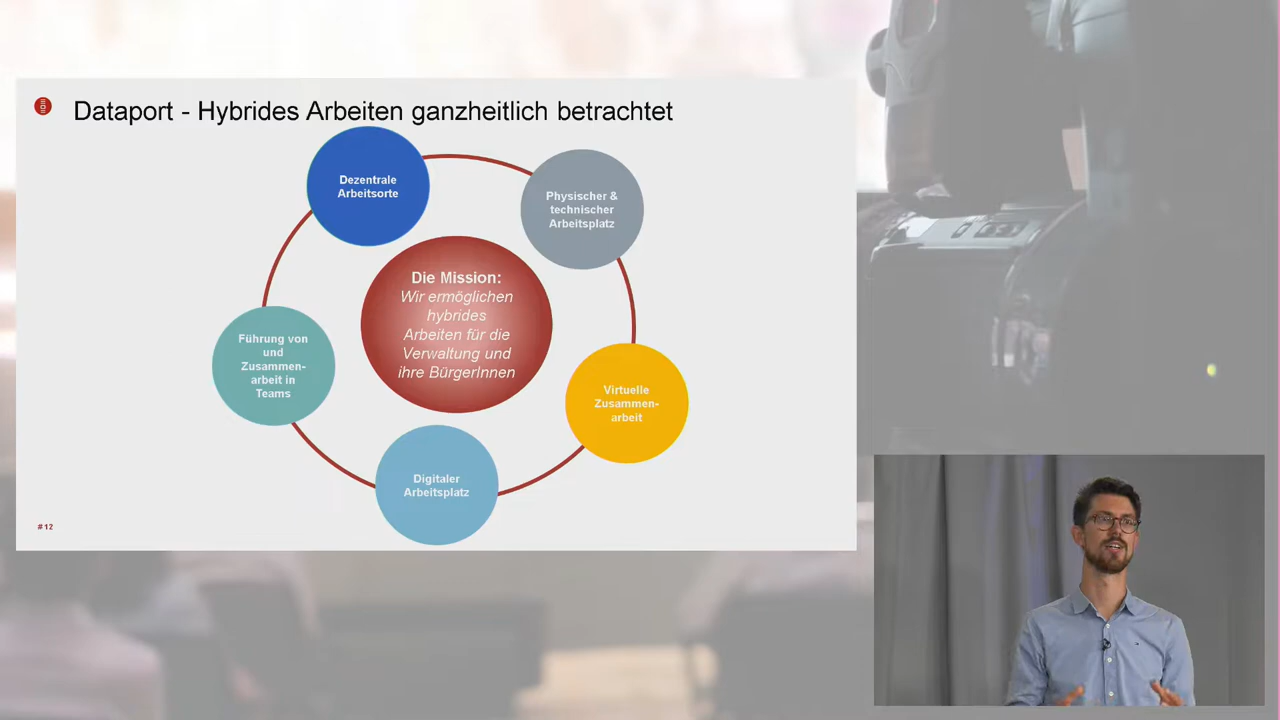 Dataport - Hybrides Arbeiten ganzheitlich betrachtet
Dezentrale
Arbeitsorte
Physischer &
technischer
Arbeitsplatz
Die Mission:
Wir ermöglichen
hybrides
Arbeiten für die
Verwaltung und
ihre BürgerInnen
Führung von
und
Zusammen-
arbeit in
Teams
Virtuelle
Zusammen-
arbeit
Digitaler
Arbeitsplatz
#12